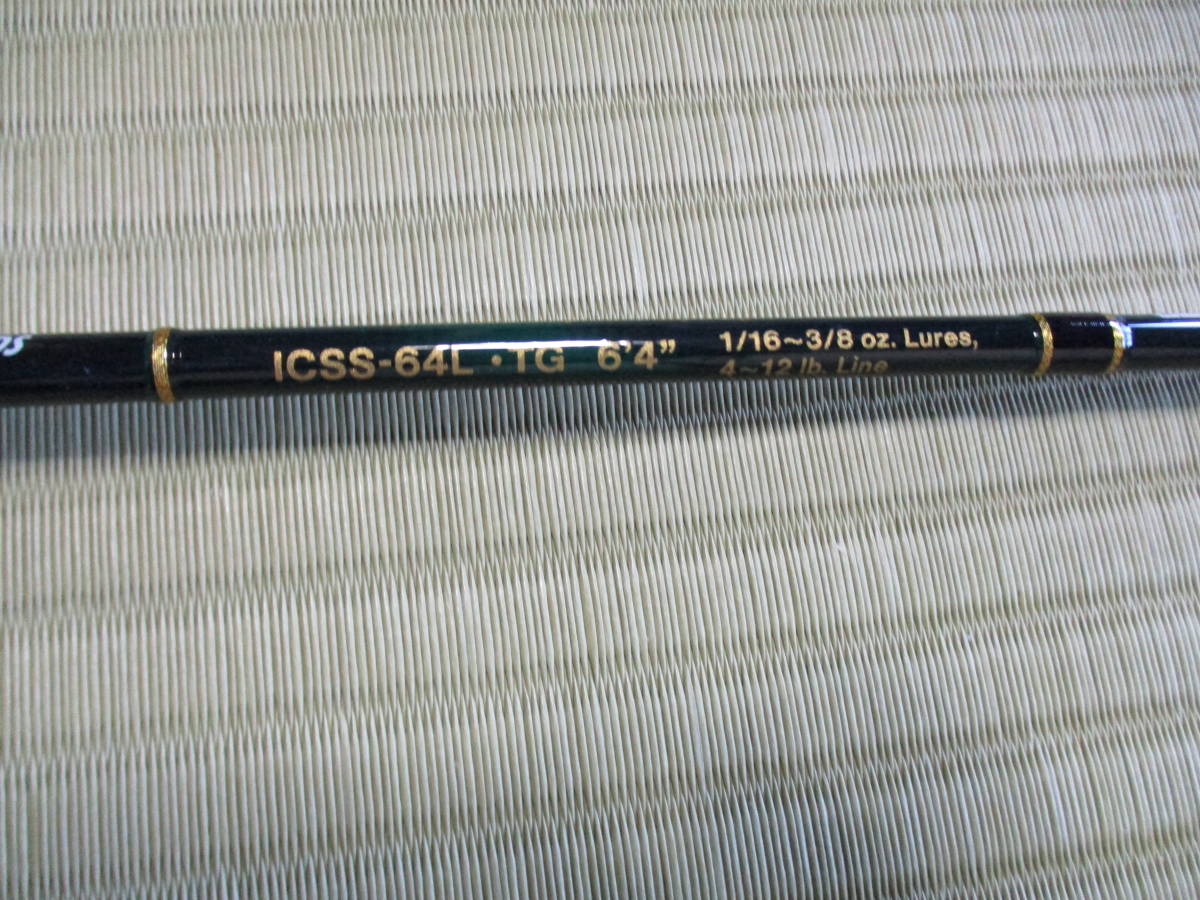 ICSS-64L・TG 6'4" 1/16~3/8 oz. Lures,
4~12 lb. Line